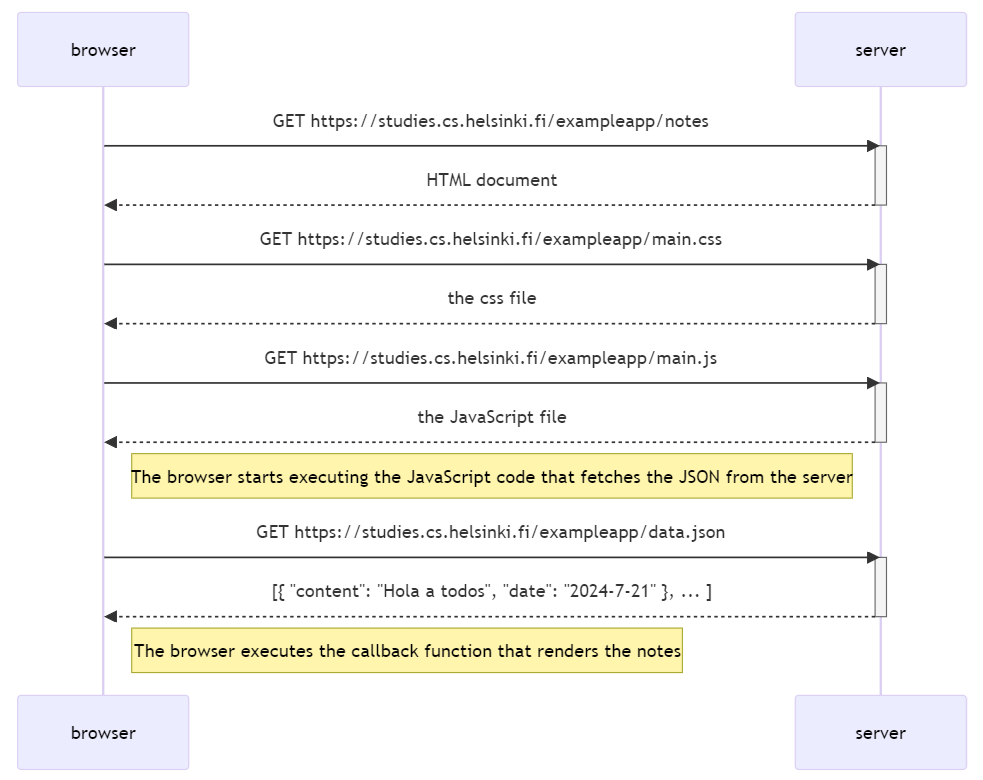 browser
server
GET https://studies.cs.helsinki.fi/exampleapp/notes
HTML document
GET https://studies.cs.helsinki.fi/exampleapp/main.css
the css file
GET https://studies.cs.helsinki.fi/exampleapp/main.js
the JavaScript file
The browser starts executing the JavaScript code that fetches the JSON from the server
GET https://studies.cs.helsinki.fi/exampleapp/data.json
[{ "content": "Hola a todos", "date": "2024-7-21" }, ... ]
The browser executes the callback function that renders the notes
browser
server